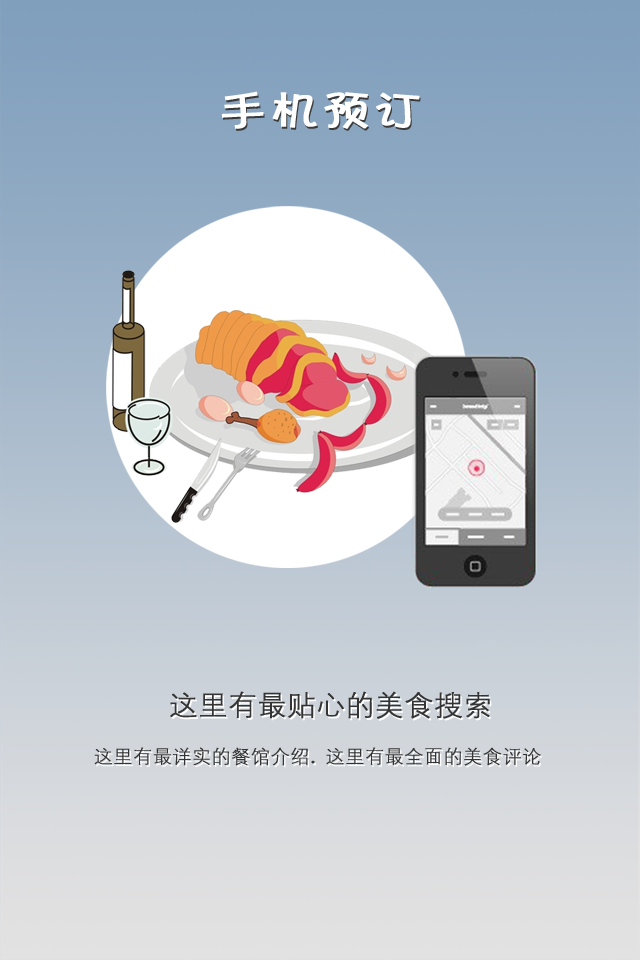 手机预订
这里有最贴心的美食搜索
这里有最详实的餐馆介绍. 这里有最全面的美食评论